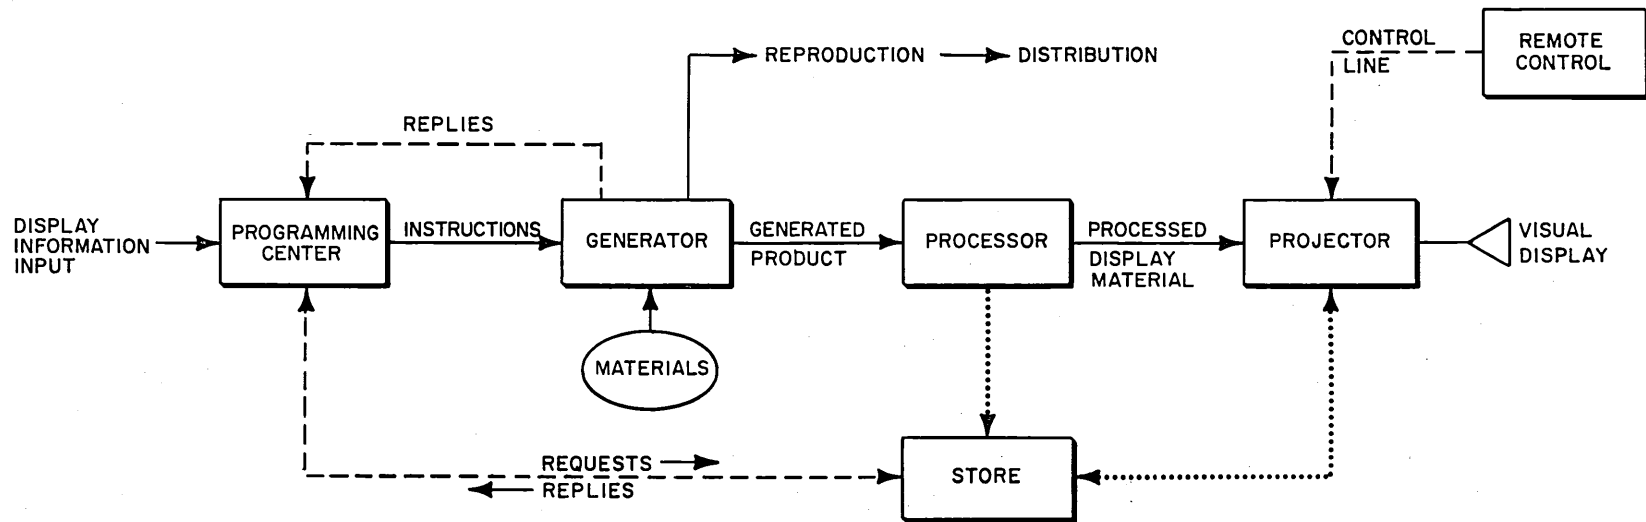 REPRODUCTION
DISTRIBUTION
CONTROL
LINE
REMOTE
CONTROL
REPLIES
DISPLAY
INFORMATION
INPUT
PROGRAMMING
CENTER
INSTRUCTIONS
GENERATOR
GENERATED
PRODUCT
PROCESSOR
PROCESSED
DISPLAY
MATERIAL
PROJECTOR
VISUAL
DISPLAY
MATERIALS
REQUESTS
REPLIES
STORE